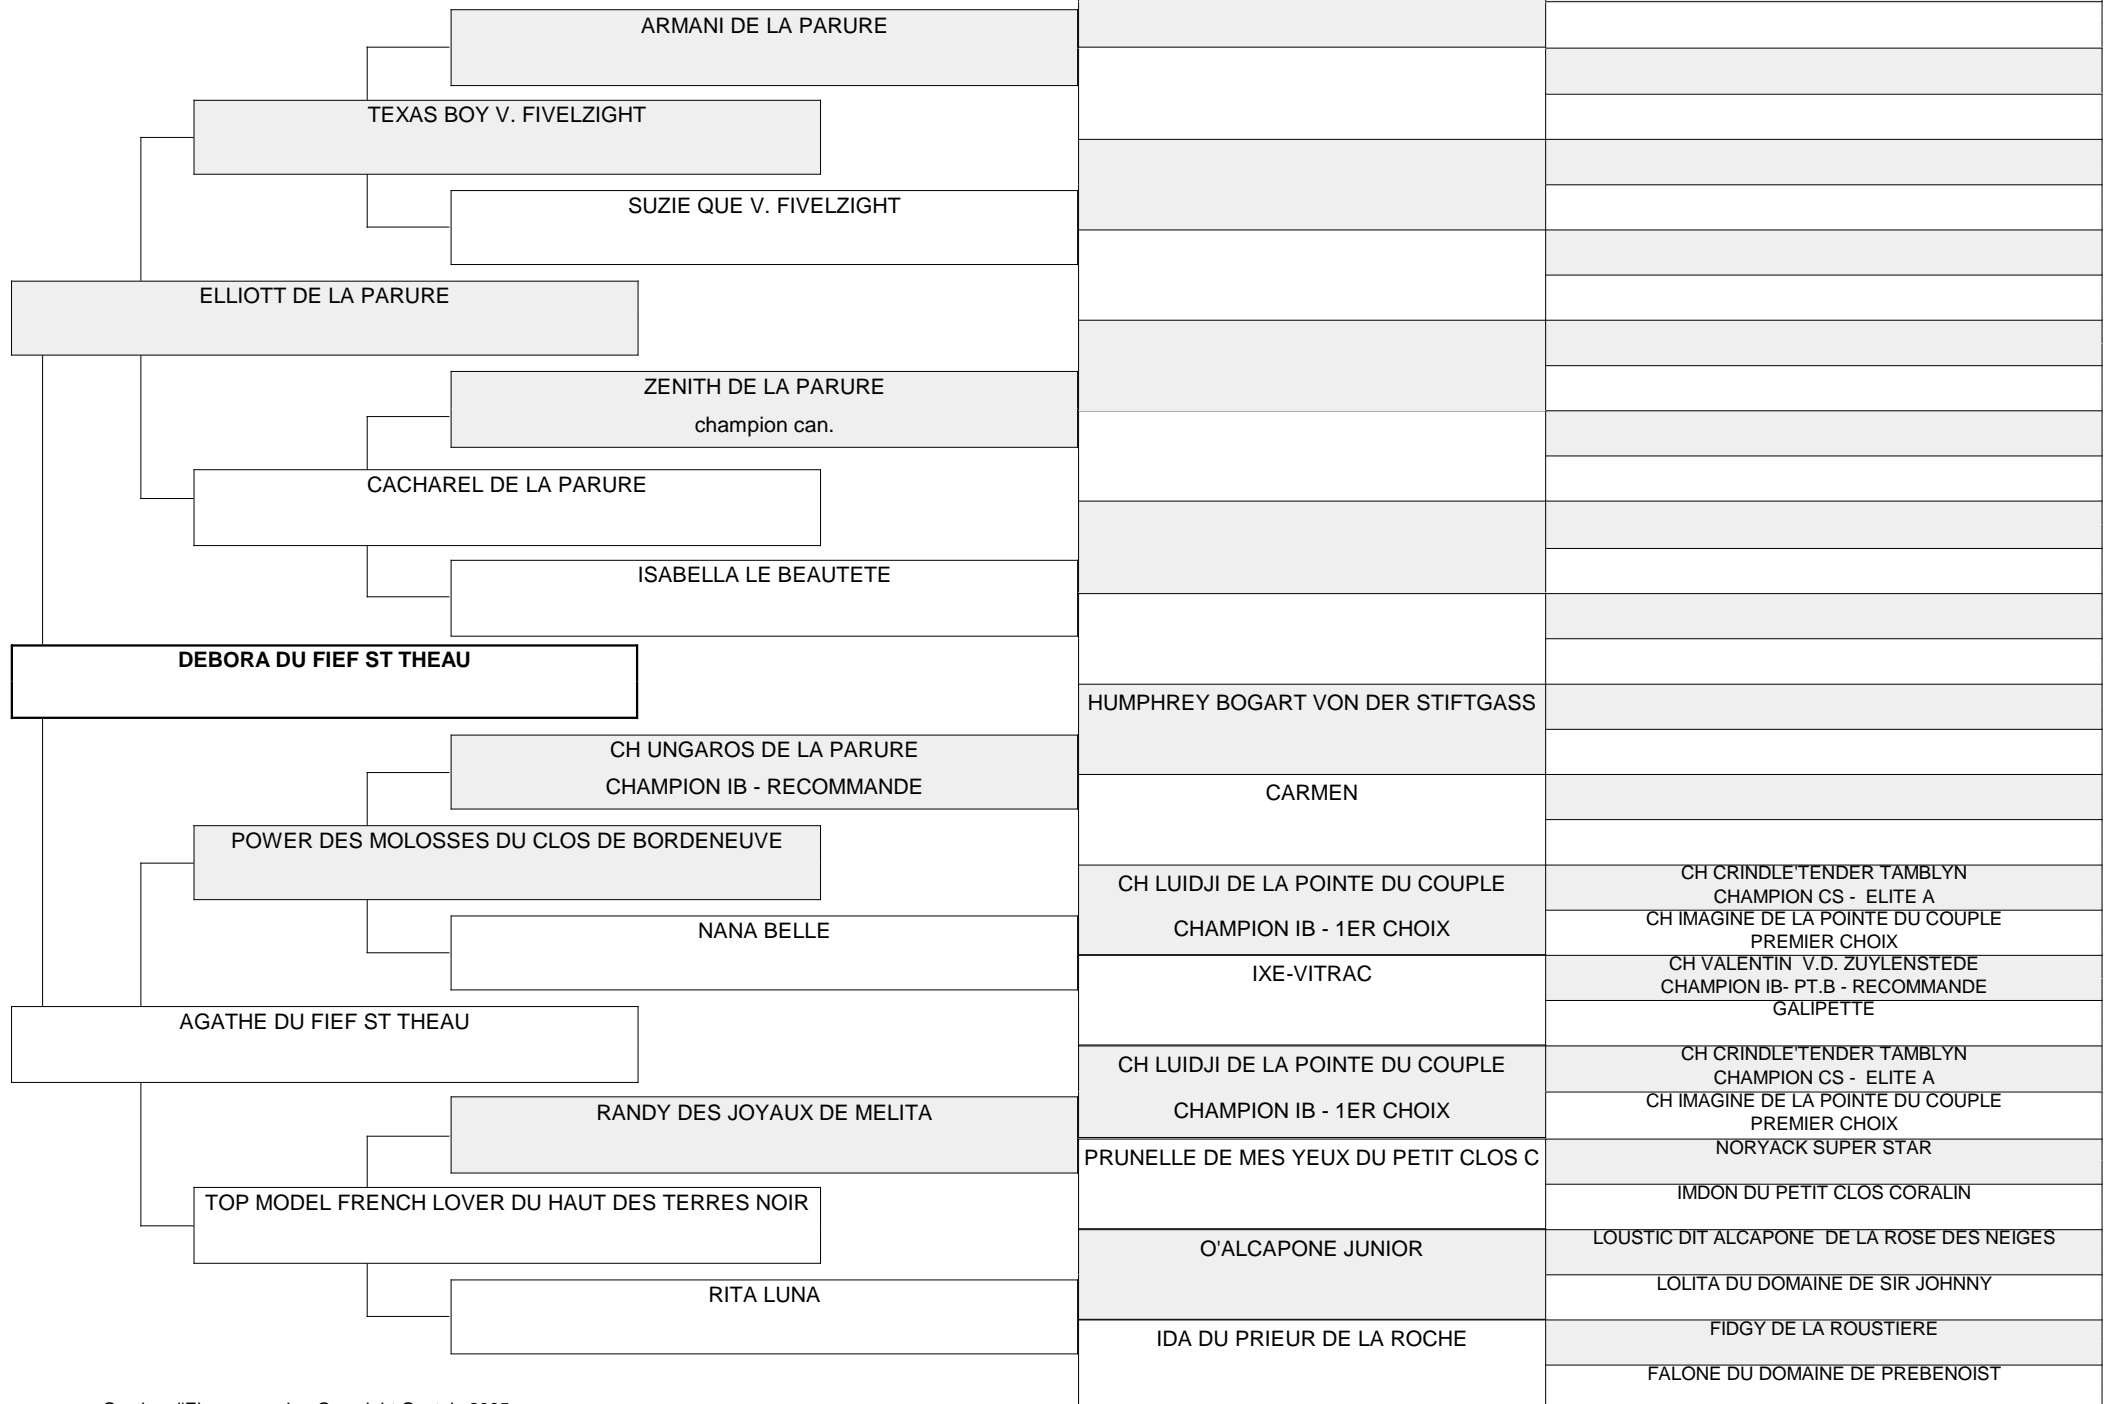 ARMANI DE LA PARURE
TEXAS BOY V. FIVELZIGHT
SUZIE QUE V. FIVELZIGHT
ELLIOTT DE LA PARURE
ZENITH DE LA PARURE
champion can.
CACHAREL DE LA PARURE
ISABELLA LE BEAUTETE
DEBORA DU FIEF ST THEAU
HUMPHREY BOGART VON DER STIFTGASS
CH UNGAROS DE LA PARURE
CHAMPION IB - RECOMMANDE
CARMEN
POWER DES MOLOSSES DU CLOS DE BORDENEUVE
CH LUIDJI DE LA POINTE DU COUPLE
CHAMPION IB - 1ER CHOIX
CH CRINDLE'TENDER TAMBLYN
CHAMPION CS - ELITE A
CH IMAGINE DE LA POINTE DU COUPLE
PREMIER CHOIX
NANA BELLE
IXE-VITRAC
CH VALENTIN V.D. ZUYLENSTEDE
CHAMPION IB- PT.B - RECOMMANDE
GALIPETTE
AGATHE DU FIEF ST THEAU
CH LUIDJI DE LA POINTE DU COUPLE
CHAMPION IB - 1ER CHOIX
CH CRINDLE'TENDER TAMBLYN
CHAMPION CS - ELITE A
CH IMAGINE DE LA POINTE DU COUPLE
PREMIER CHOIX
RANDY DES JOYAUX DE MELITA
PRUNELLE DE MES YEUX DU PETIT CLOS C
NORYACK SUPER STAR
IMDON DU PETIT CLOS CORALIN
TOP MODEL FRENCH LOVER DU HAUT DES TERRES NOIR
O'ALCAPONE JUNIOR
LOUSTIC DIT ALCAPONE DE LA ROSE DES NEIGES
LOLITA DU DOMAINE DE SIR JOHNNY
RITA LUNA
IDA DU PRIEUR DE LA ROCHE
FIDGY DE LA ROUSTIERE
FALONE DU DOMAINE DE PREBENOIST